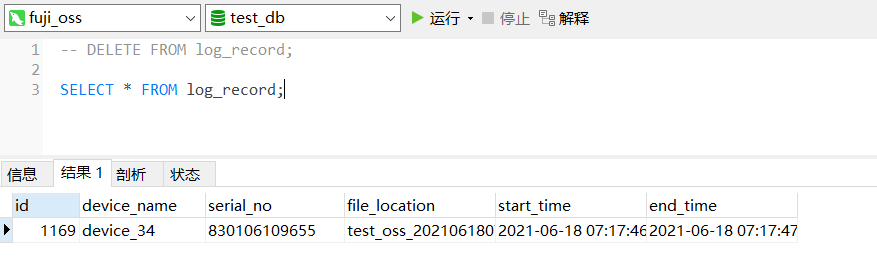 fuji_oss test_db 运行 停止 解释
1 -- DELETE FROM log_record;
2
3 SELECT * FROM log_record;
信息 结果 1 剖析 状态
id device_name serial_no file_location start_time end_time
1169 device_34 830106109655 test_oss_202106180 2021-06-18 07:17:46 2021-06-18 07:17:47